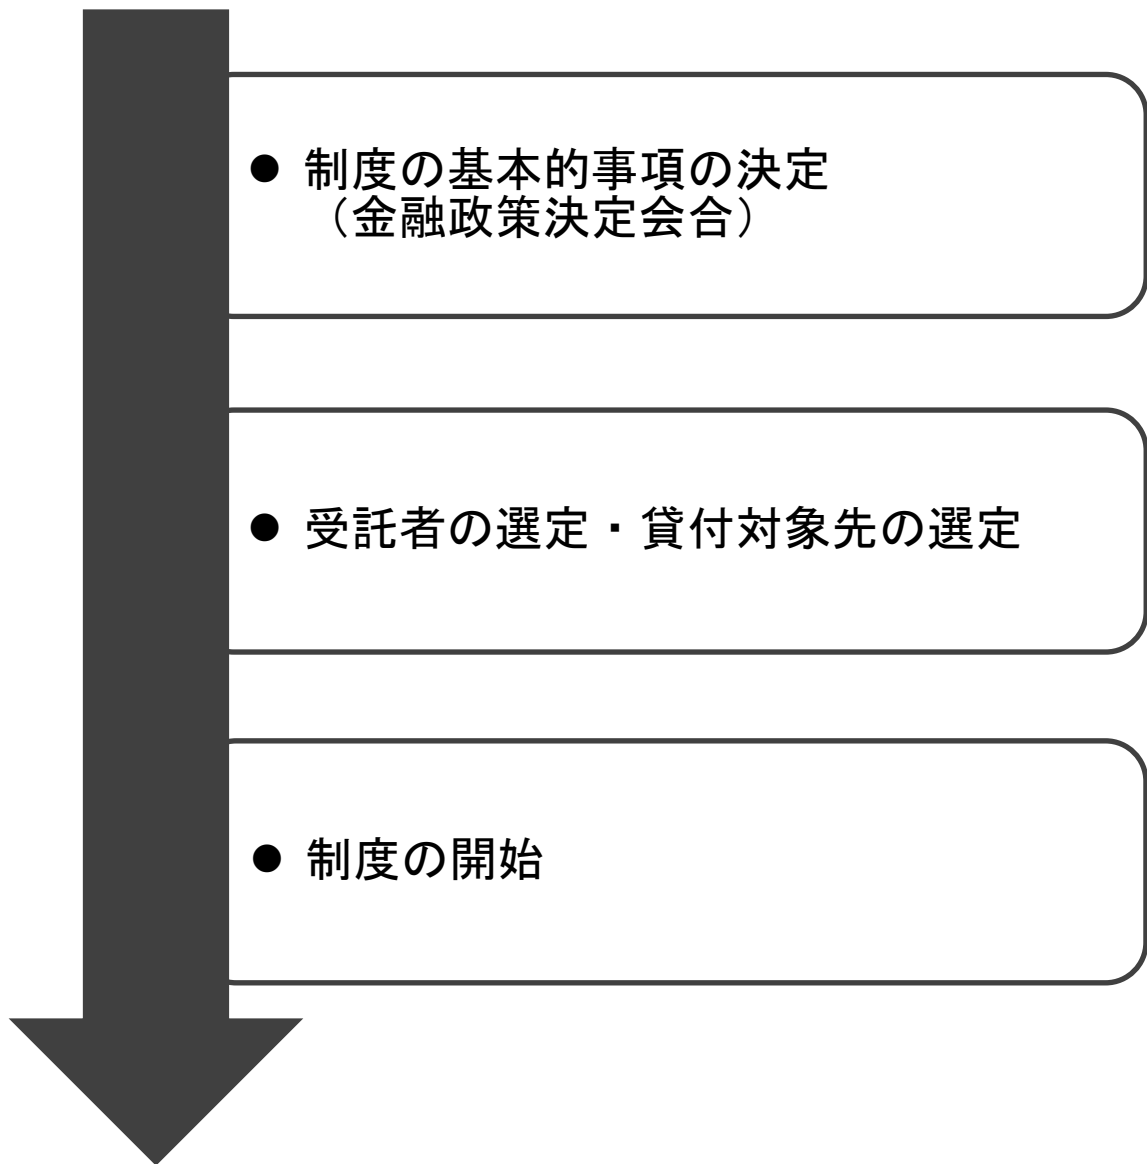 ● 制度の基本的事項の決定
（金融政策決定会合）
● 受託者の選定・貸付対象先の選定
● 制度の開始